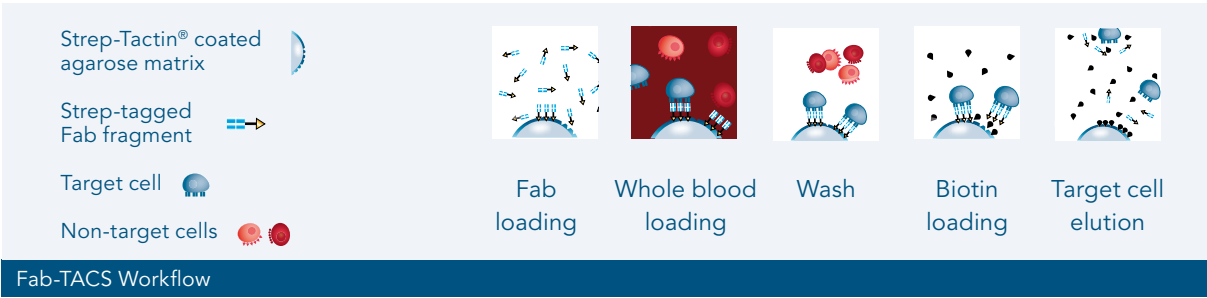 Strep-Tactin® coated
agarose matrix
Strep-tagged
Fab fragment
Target cell
Non-target cells
Fab
loading
Whole blood
loading
Wash
Biotin
loading
Target cell
elution
Fab-TACS Workflow